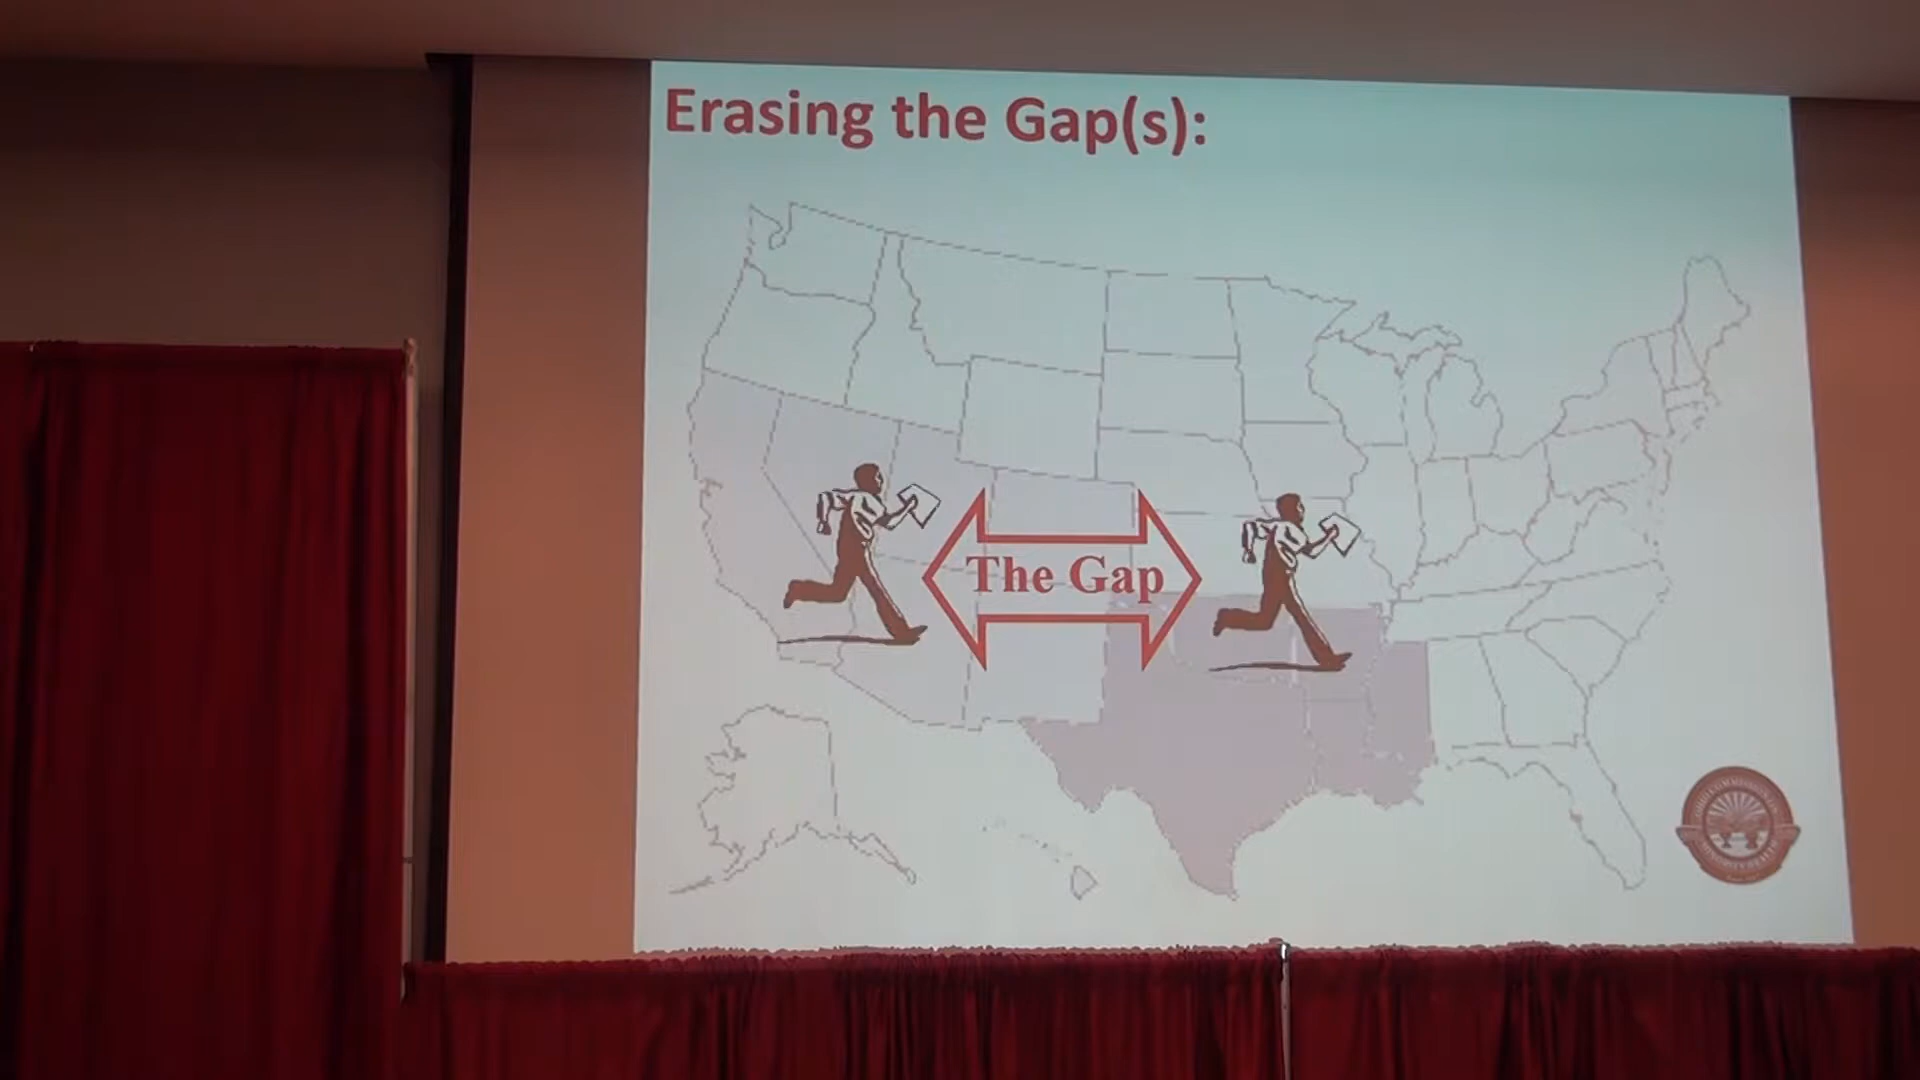 Erasing the Gap(s):
The Gap